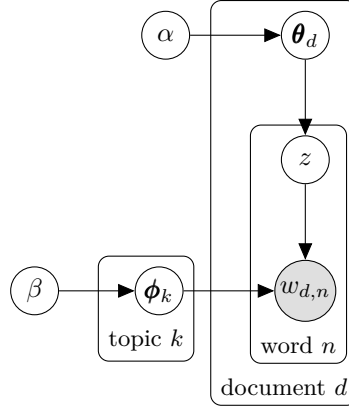 α
θ_d
z
β
ϕ_k
w_{d,n}
topic k
word n
document d